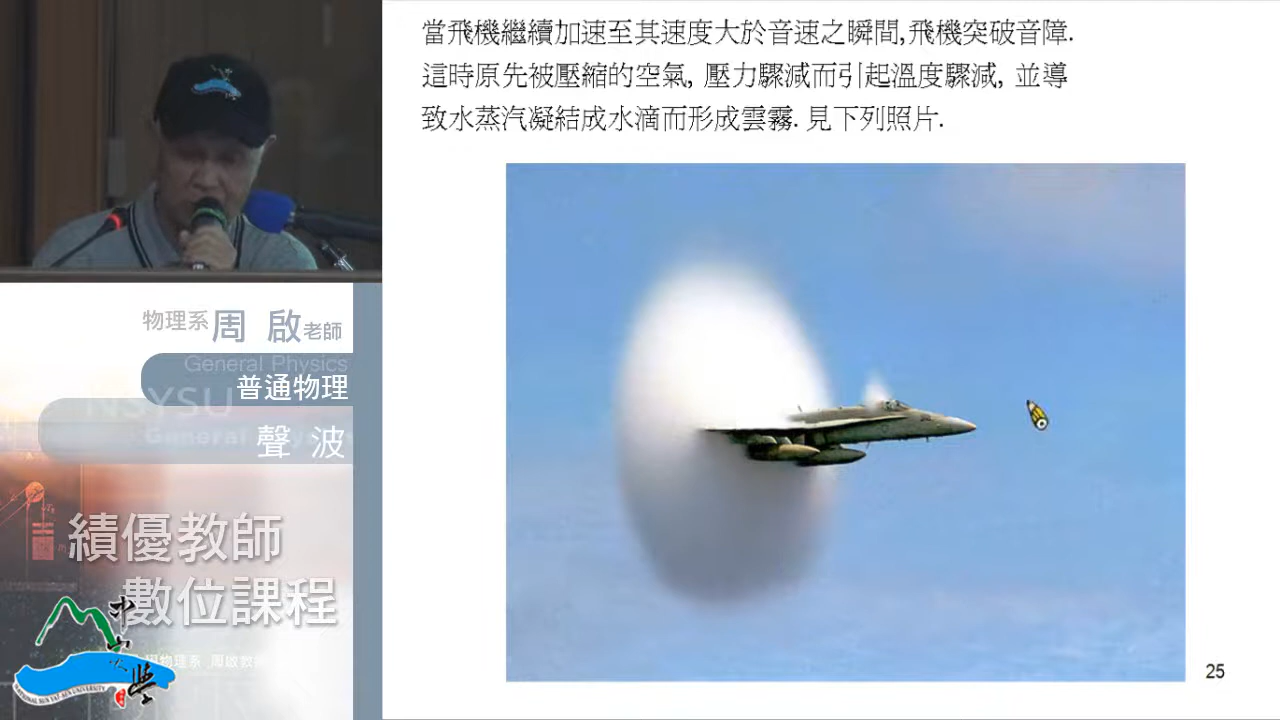 當飛機繼續加速至其速度大於音速之瞬間,飛機突破音障.
這時原先被壓縮的空氣, 壓力驟減而引起溫度驟減, 並導
致水蒸汽凝結成水滴而形成雲霧. 見下列照片.
物理系 周 啟 老師
General Physics
普通物理
NSYSU
聲 波
績優教師
數位課程
中山大學
25